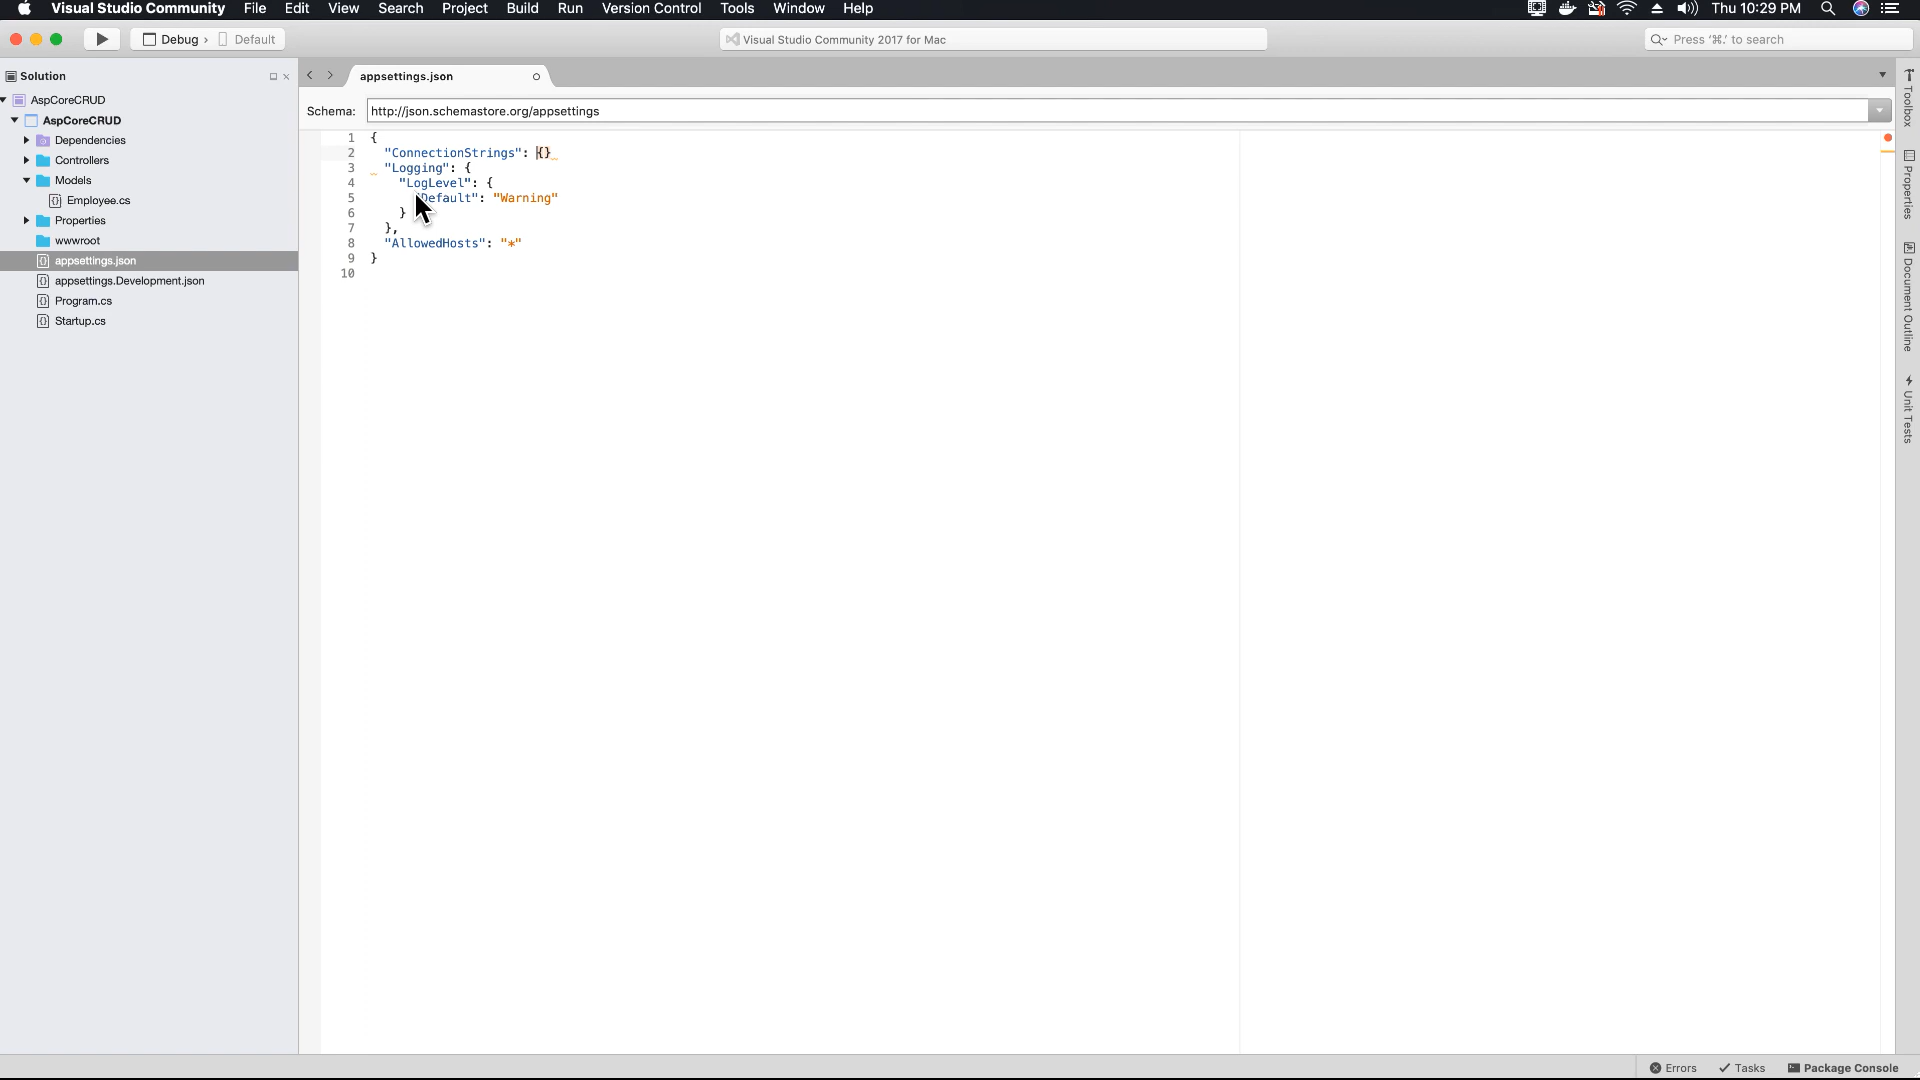 Visual Studio Community File Edit View Search Project Build Run Version Control Tools Window Help Thu 10:29 PM
Debug › Default Visual Studio Community 2017 for Mac Press '⌘.' to search
Solution
AspCoreCRUD
AspCoreCRUD
Dependencies
Controllers
Models
Employee.cs
Properties
wwwroot
appsettings.json
appsettings.Development.json
Program.cs
Startup.cs
appsettings.json
Schema: http://json.schemastore.org/appsettings
1 {
2 "ConnectionStrings": {}
3 "Logging": {
4 "LogLevel": {
5 Default": "Warning"
6 }
7 },
8 "AllowedHosts": "*"
9 }
10
Toolbox
Properties
Document Outline
Unit Tests
Errors Tasks Package Console